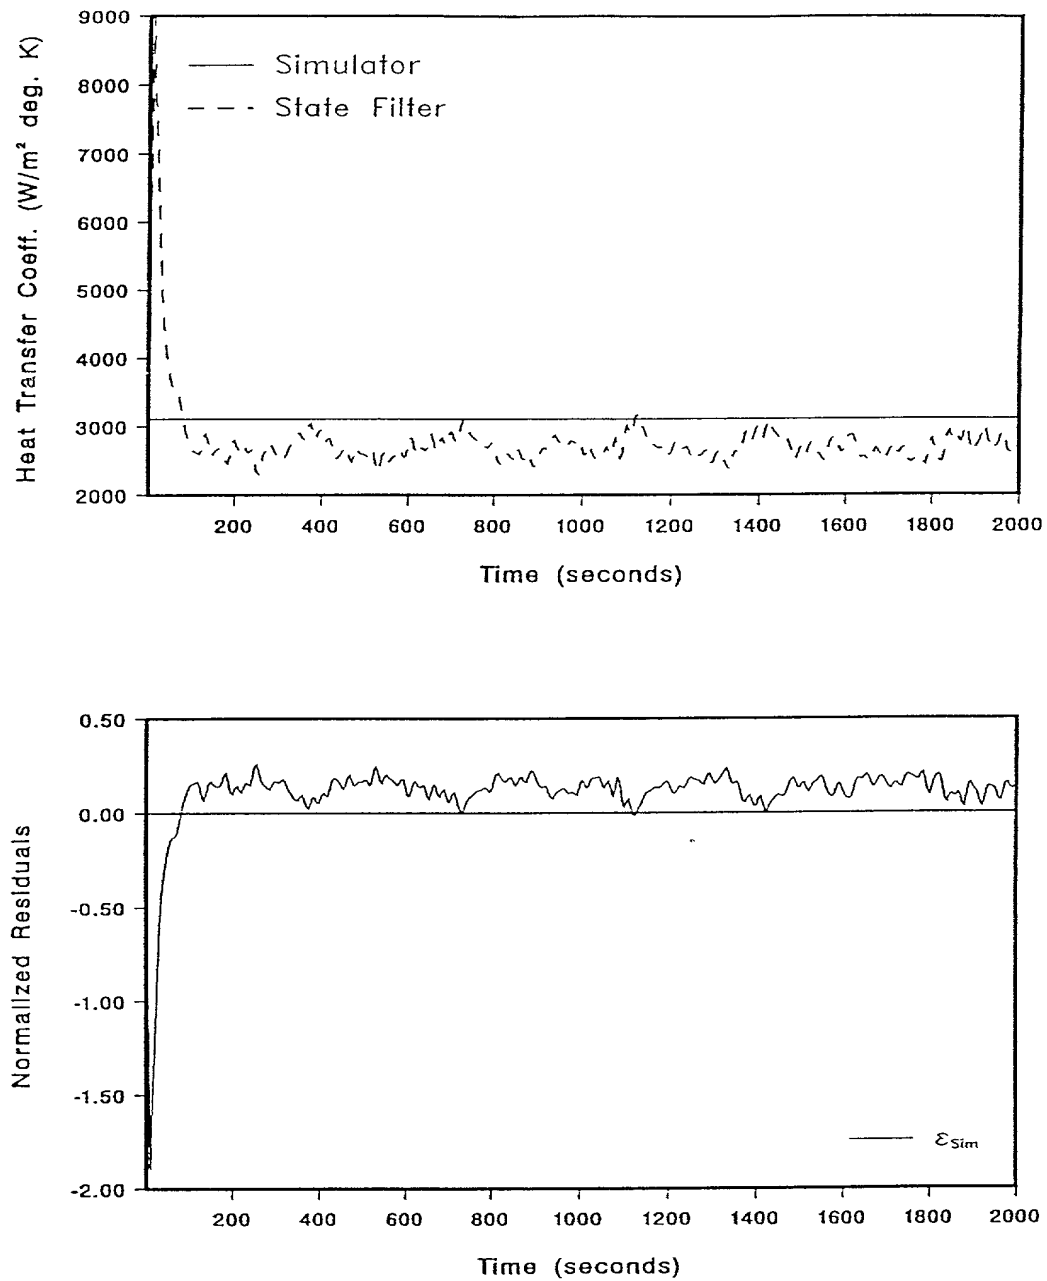 Heat Transfer Coeff. (W/m² deg. K)
9000
8000
7000
6000
5000
4000
3000
2000
Simulator
State Filter
200 400 600 800 1000 1200 1400 1600 1800 2000
Time (seconds)
Normalized Residuals
0.50
0.00
-0.50
-1.00
-1.50
-2.00
εSim
200 400 600 800 1000 1200 1400 1600 1800 2000
Time (seconds)